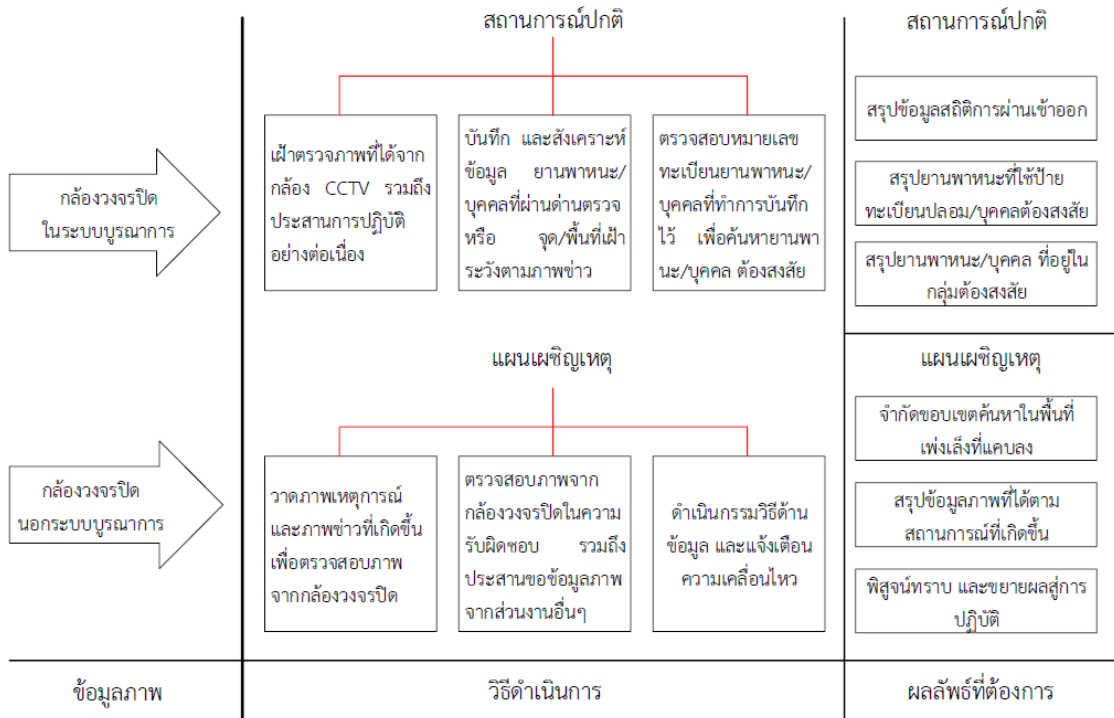 สถานการณ์ปกติ
สถานการณ์ปกติ
กล้องวงจรปิด
ในระบบบูรณาการ
เฝ้าตรวจภาพที่ได้จาก
กล้อง CCTV รวมถึง
ประสานการปฏิบัติ
อย่างต่อเนื่อง
บันทึก และสังเคราะห์
ข้อมูล ยานพาหนะ/
บุคคลที่ผ่านด่านตรวจ
หรือ จุด/พื้นที่เฝ้า
ระวังตามภาพข่าว
ตรวจสอบหมายเลข
ทะเบียนยานพาหนะ/
บุคคลที่ทำการบันทึก
ไว้ เพื่อค้นหายานพา
นะ/บุคคล ต้องสงสัย
สรุปข้อมูลสถิติการผ่านเข้าออก
สรุปยานพาหนะที่ใช้ป้าย
ทะเบียนปลอม/บุคคลต้องสงสัย
สรุปยานพาหนะ/บุคคล ที่อยู่ใน
กลุ่มต้องสงสัย
แผนเผชิญเหตุ
แผนเผชิญเหตุ
กล้องวงจรปิด
นอกระบบบูรณาการ
วาดภาพเหตุการณ์
และภาพข่าวที่เกิดขึ้น
เพื่อตรวจสอบภาพ
จากกล้องวงจรปิด
ตรวจสอบภาพจาก
กล้องวงจรปิดในความ
รับผิดชอบ รวมถึง
ประสานขอข้อมูลภาพ
จากส่วนงานอื่นๆ
ดำเนินกรรมวิธีด้าน
ข้อมูล และแจ้งเตือน
ความเคลื่อนไหว
จำกัดขอบเขตค้นหาในพื้นที่
เพ่งเล็งที่แคบลง
สรุปข้อมูลภาพที่ได้ตาม
สถานการณ์ที่เกิดขึ้น
พิสูจน์ทราบ และขยายผลสู่การ
ปฏิบัติ
ข้อมูลภาพ
วิธีดำเนินการ
ผลลัพธ์ที่ต้องการ